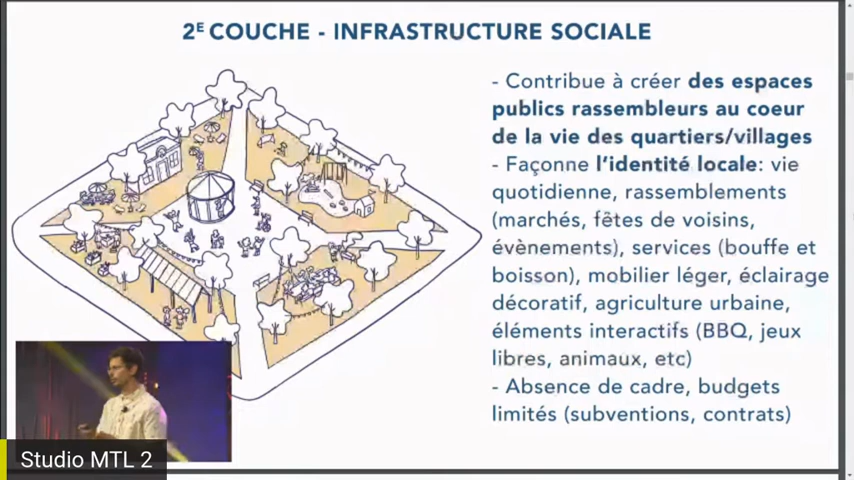 2E COUCHE - INFRASTRUCTURE SOCIALE
- Contribue à créer des espaces
publics rassembleurs au coeur
de la vie des quartiers/villages
- Façonne l'identité locale: vie
quotidienne, rassemblements
(marchés, fêtes de voisins,
évènements), services (bouffe et
boisson), mobilier léger, éclairage
décoratif, agriculture urbaine,
éléments interactifs (BBQ, jeux
libres, animaux, etc)
- Absence de cadre, budgets
limités (subventions, contrats)
Studio MTL 2